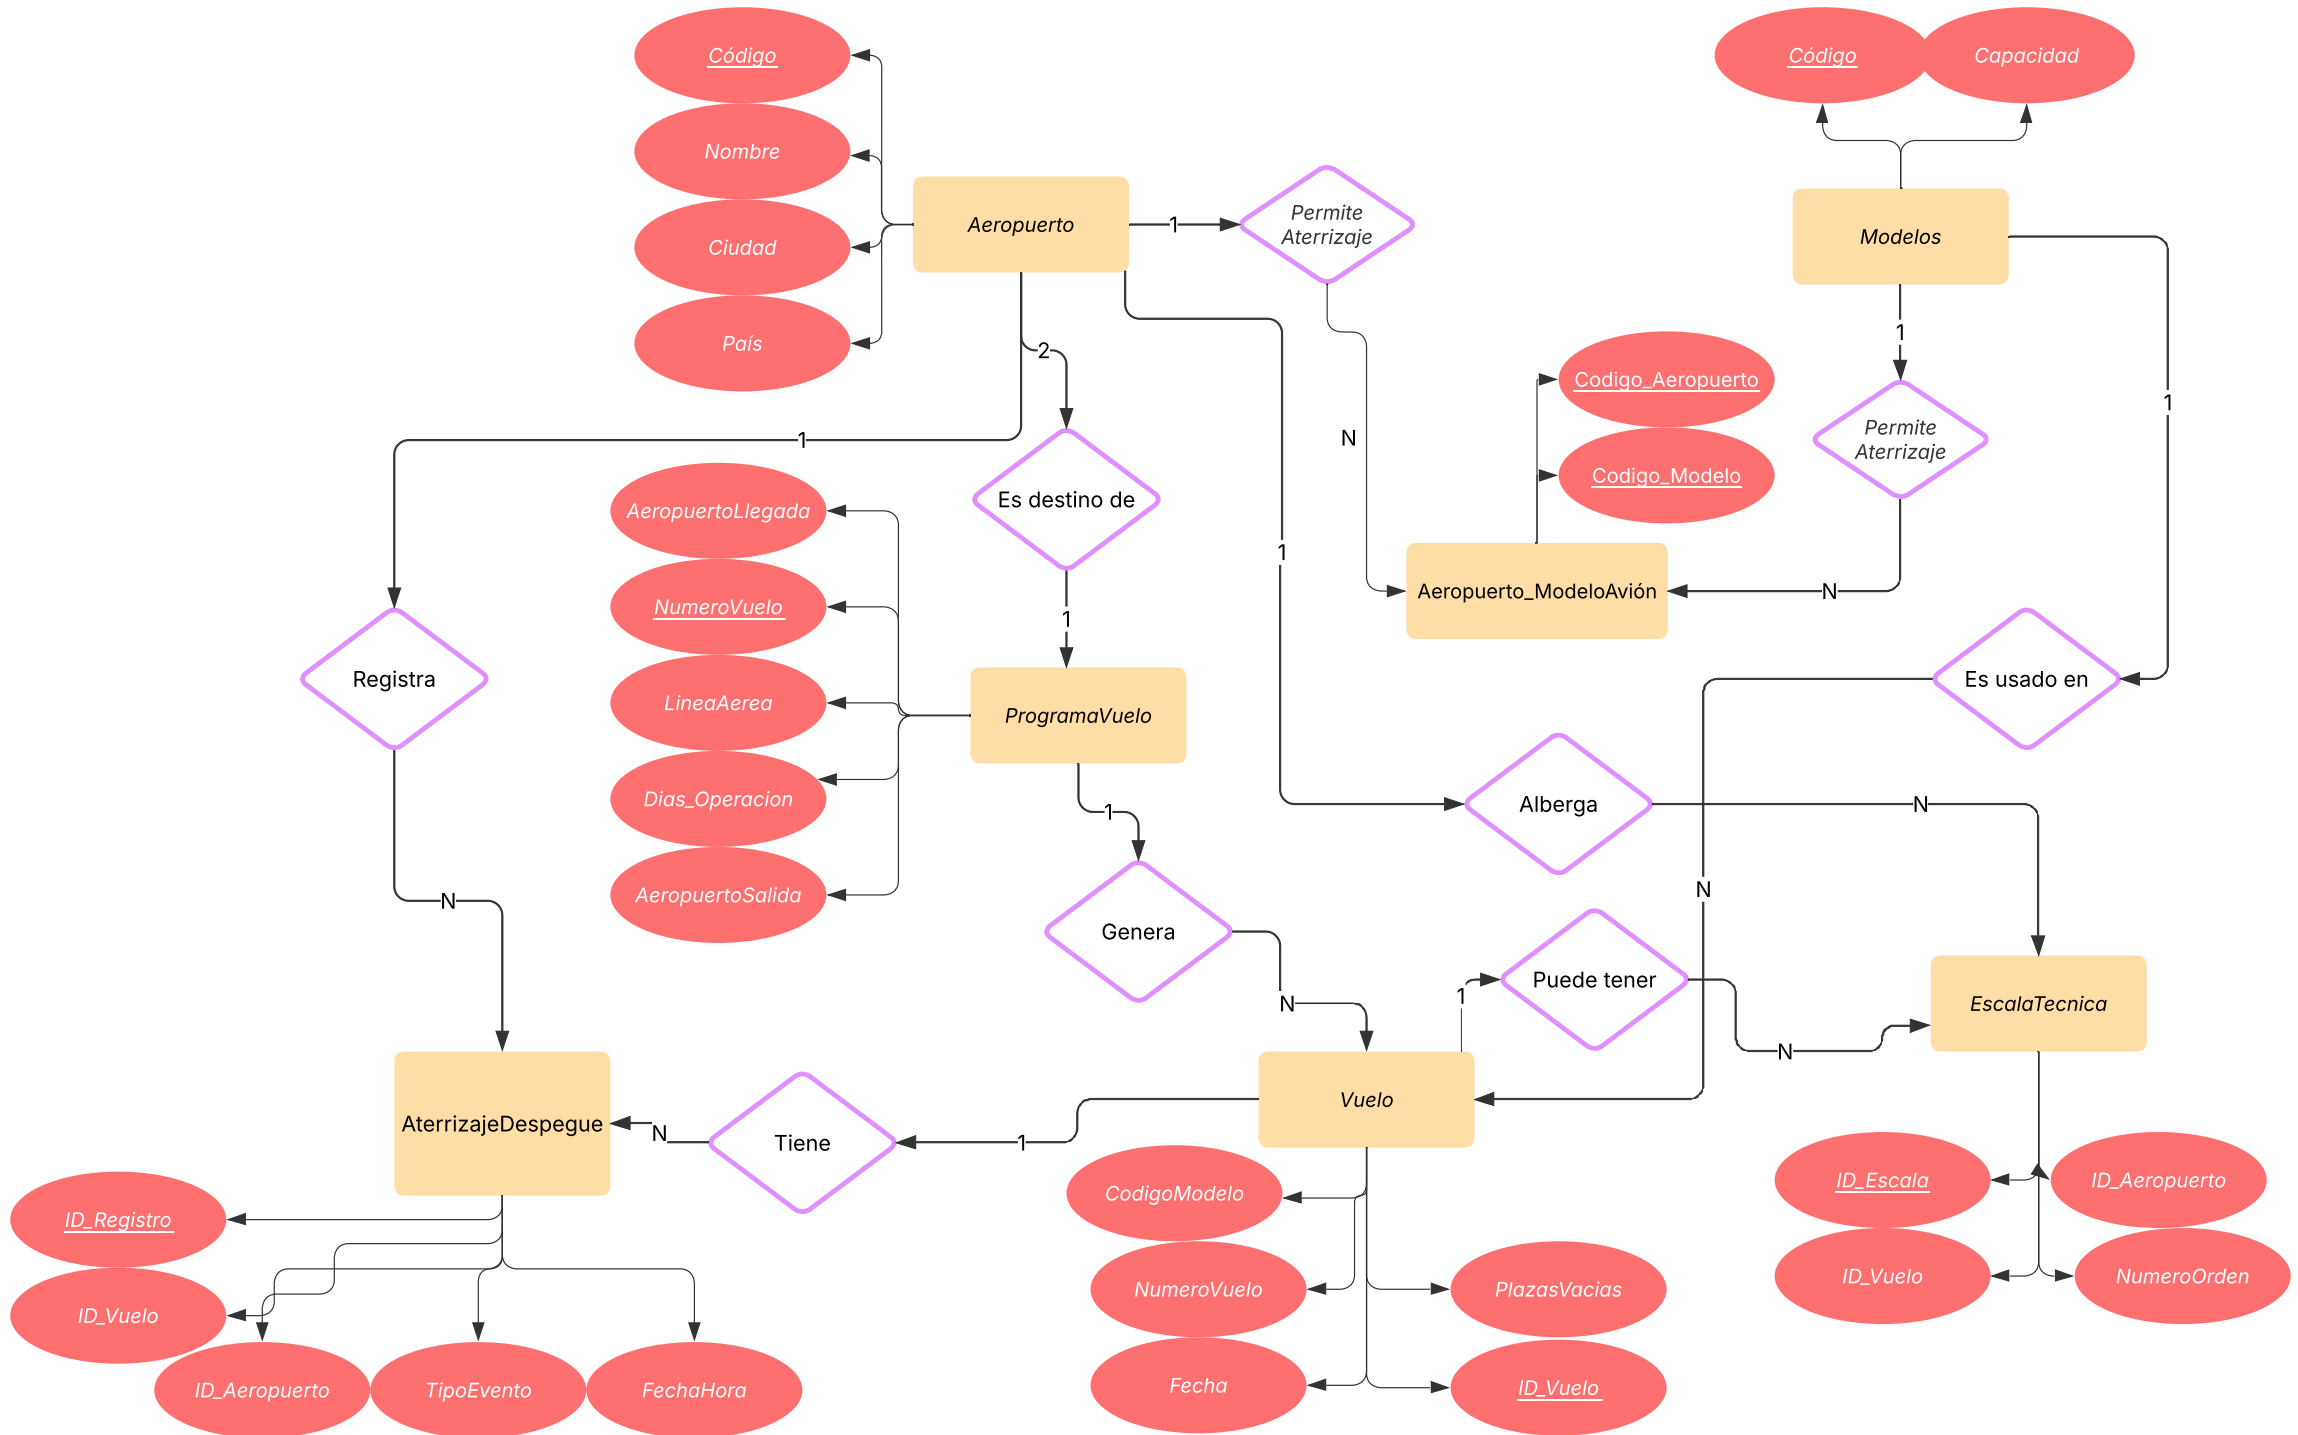 Código
Código
Capacidad
Nombre
Permite
Aterrizaje
Aeropuerto
1
Modelos
Ciudad
País
1
2
Codigo_Aeropuerto
1
1
N
Permite
Aterrizaje
Codigo_Modelo
AeropuertoLlegada
Es destino de
1
Aeropuerto_ModeloAvión
N
NumeroVuelo
1
Registra
Es usado en
LineaAerea
ProgramaVuelo
Dias_Operacion
1
Alberga
N
AeropuertoSalida
N
N
Genera
Puede tener
1
N
EscalaTecnica
N
Vuelo
AterrizajeDespegue
N
Tiene
1
ID_Escala
ID_Aeropuerto
CodigoModelo
ID_Registro
ID_Vuelo
NumeroOrden
NumeroVuelo
PlazasVacias
ID_Vuelo
Fecha
ID_Vuelo
ID_Aeropuerto
TipoEvento
FechaHora